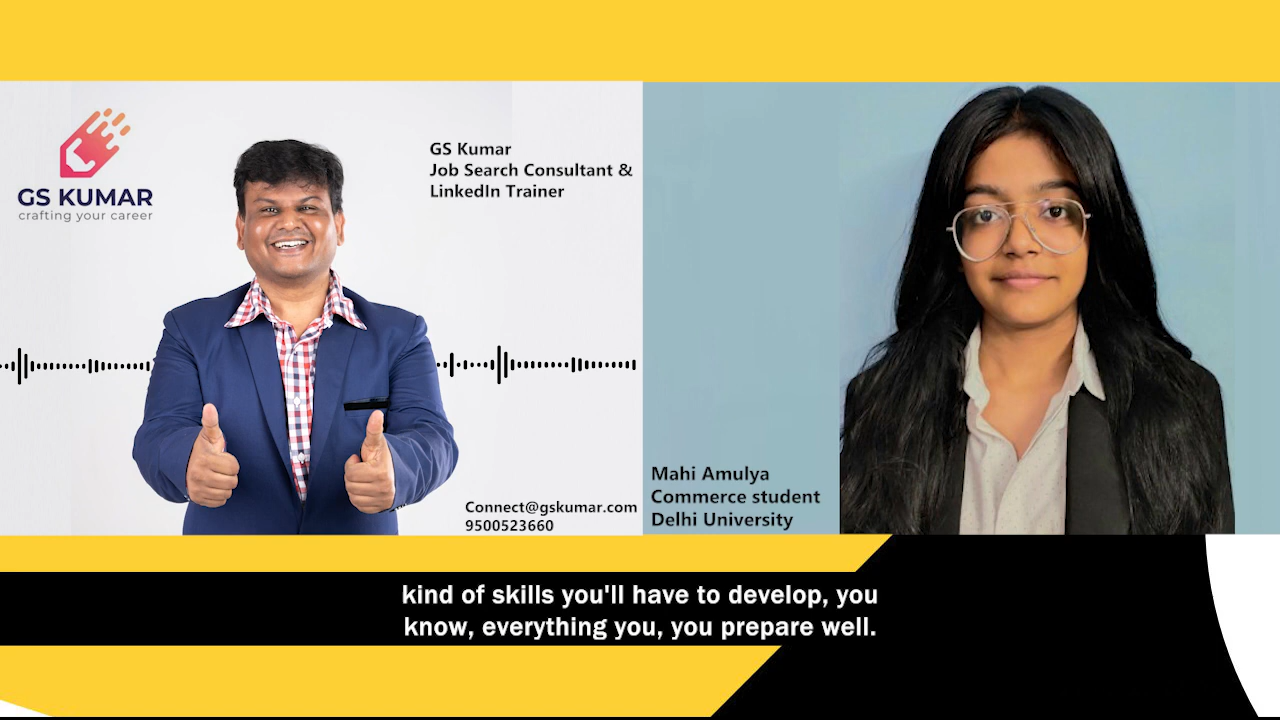 GS KUMAR
crafting your career
GS Kumar
Job Search Consultant &
LinkedIn Trainer
Connect@gskumar.com
9500523660
Mahi Amulya
Commerce student
Delhi University
kind of skills you'll have to develop, you
know, everything you, you prepare well.